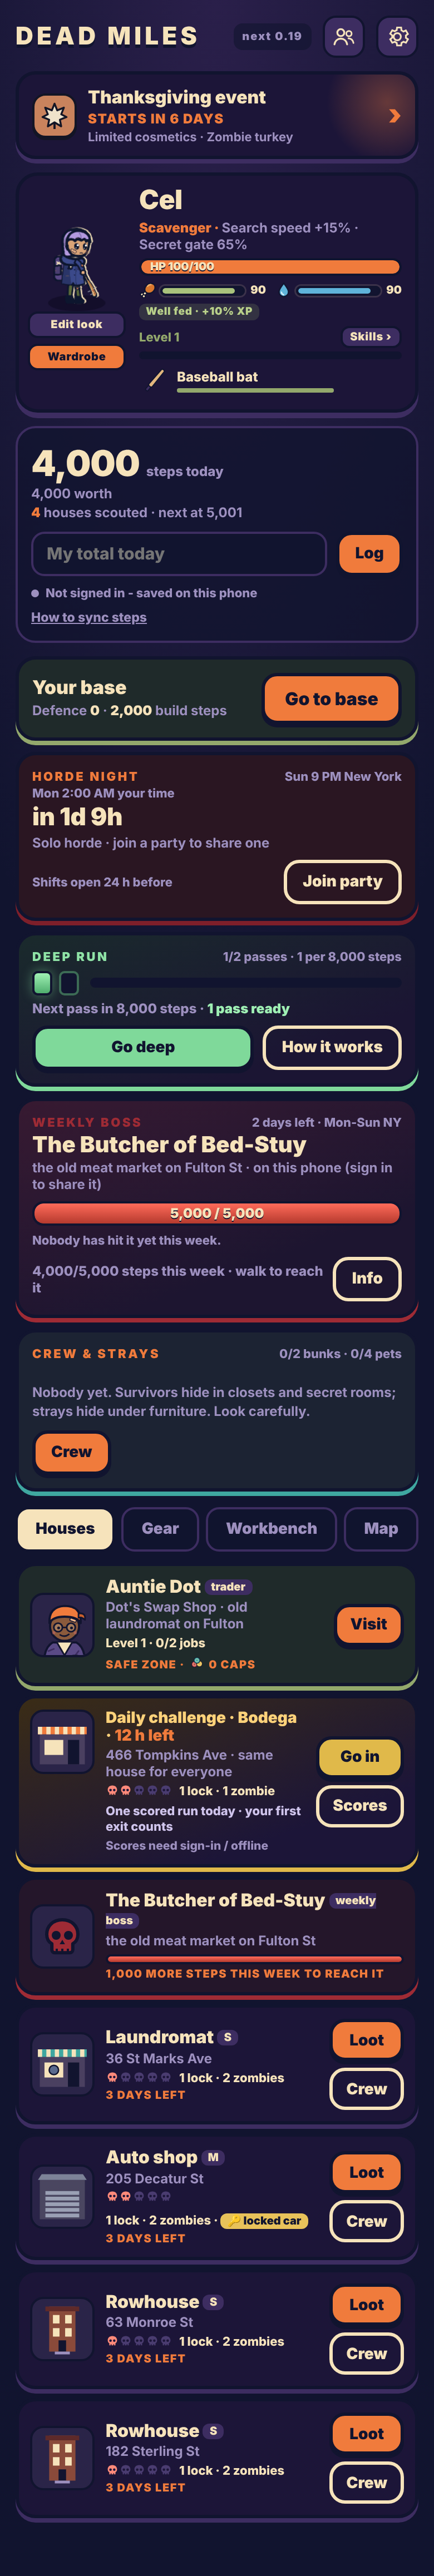 DEAD MILES
next 0.19
Thanksgiving event
STARTS IN 6 DAYS
Limited cosmetics · Zombie turkey
›
Cel
Scavenger · Search speed +15% ·
Secret gate 65%
HP 100/100
90
90
Well fed · +10% XP
Edit look
Wardrobe
Level 1
Skills ›
Baseball bat
4,000 steps today
4,000 worth
4 houses scouted · next at 5,001
My total today
Log
Not signed in - saved on this phone
How to sync steps
Your base
Defence 0 · 2,000 build steps
Go to base
HORDE NIGHT
Sun 9 PM New York
Mon 2:00 AM your time
in 1d 9h
Solo horde · join a party to share one
Shifts open 24 h before
Join party
DEEP RUN
1/2 passes · 1 per 8,000 steps
Next pass in 8,000 steps · 1 pass ready
Go deep
How it works
WEEKLY BOSS
2 days left · Mon-Sun NY
The Butcher of Bed-Stuy
the old meat market on Fulton St · on this phone (sign in
to share it)
5,000 / 5,000
Nobody has hit it yet this week.
4,000/5,000 steps this week · walk to reach
it
Info
CREW & STRAYS
0/2 bunks · 0/4 pets
Nobody yet. Survivors hide in closets and secret rooms;
strays hide under furniture. Look carefully.
Crew
Houses
Gear
Workbench
Map
Auntie Dot trader
Dot's Swap Shop · old
laundromat on Fulton
Level 1 · 0/2 jobs
SAFE ZONE · 0 CAPS
Visit
Daily challenge · Bodega
· 12 h left
466 Tompkins Ave · same
house for everyone
1 lock · 1 zombie
One scored run today · your first
exit counts
Scores need sign-in / offline
Go in
Scores
The Butcher of Bed-Stuy weekly
boss
the old meat market on Fulton St
1,000 MORE STEPS THIS WEEK TO REACH IT
Laundromat S
36 St Marks Ave
1 lock · 2 zombies
3 DAYS LEFT
Loot
Crew
Auto shop M
205 Decatur St
1 lock · 2 zombies · locked car
3 DAYS LEFT
Loot
Crew
Rowhouse S
63 Monroe St
1 lock · 2 zombies
3 DAYS LEFT
Loot
Crew
Rowhouse S
182 Sterling St
1 lock · 2 zombies
3 DAYS LEFT
Loot
Crew